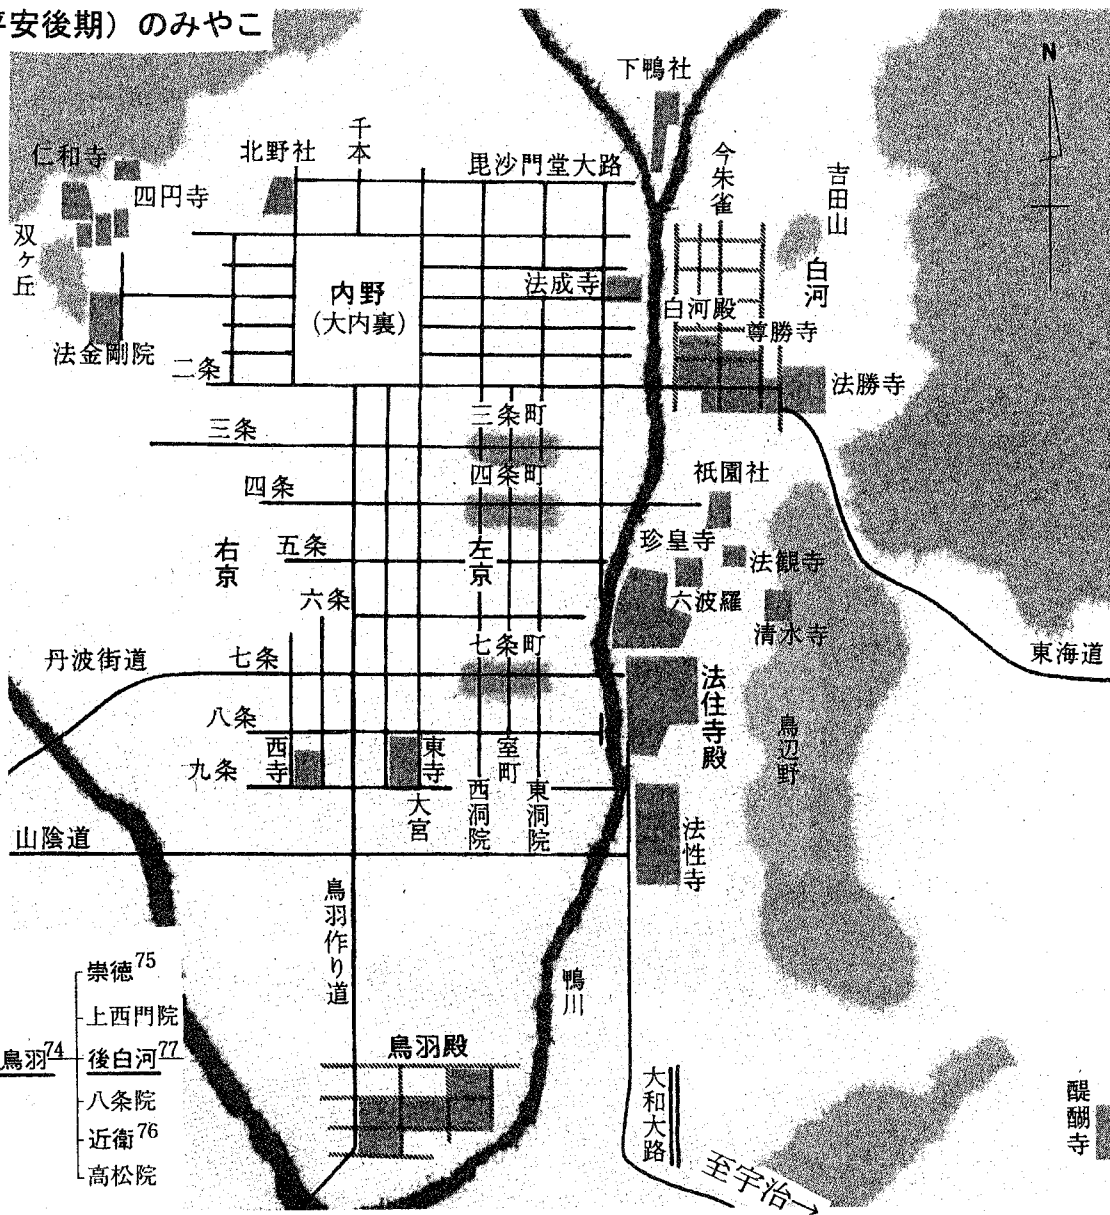 平安後期）のみやこ
N
下鴨社
仁和寺
四円寺
北野社
千本
毘沙門堂大路
今朱雀
吉田山
双ヶ丘
白河
内野
(大内裏)
法成寺
白河殿
尊勝寺
法金剛院
二条
法勝寺
三条
三条町
四条
四条町
祇園社
右京
五条
左京
珍皇寺
法観寺
六条
六波羅
清水寺
東海道
丹波街道
七条
七条町
法住寺殿
八条
鳥辺野
九条
西寺
東寺
室町
大宮
西洞院
東洞院
山陰道
法性寺
鳥羽作り道
鴨川
崇徳75
上西門院
鳥羽74
後白河77
八条院
近衛76
高松院
鳥羽殿
大和大路
至宇治→
醍醐寺